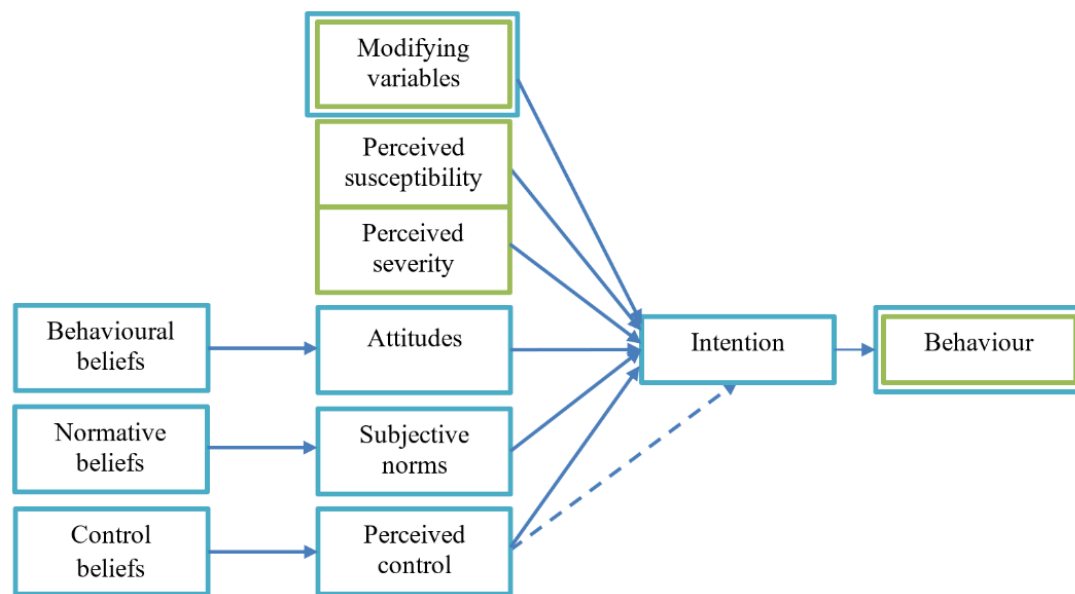 Modifying
variables
Perceived
susceptibility
Perceived
severity
Behavioural
beliefs
Attitudes
Intention
Behaviour
Normative
beliefs
Subjective
norms
Control
beliefs
Perceived
control